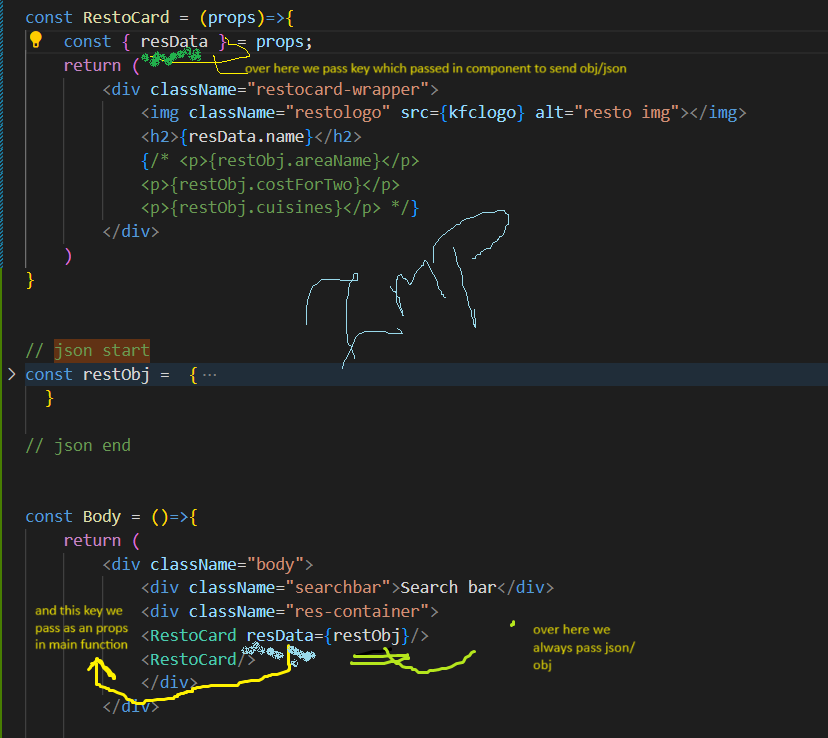 const RestoCard = (props)=>{
const { resData } = props;
return (
over here we pass key which passed in component to send obj/json
<div className="restocard-wrapper">
<img className="restologo" src={kfclogo} alt="resto img"></img>
<h2>{resData.name}</h2>
{/* <p>{restObj.areaName}</p>
<p>{restObj.costForTwo}</p>
<p>{restObj.cuisines}</p> */}
</div>
)
}
IMP
// json start
const restObj =  { ···
}
// json end
const Body = ()=>{
return (
<div className="body">
<div className="searchbar">Search bar</div>
<div className="res-container">
<RestoCard resData={restObj}/>
<RestoCard/>
</div>
</div>
and this key we
pass as an props
in main function
over here we
always pass json/
obj